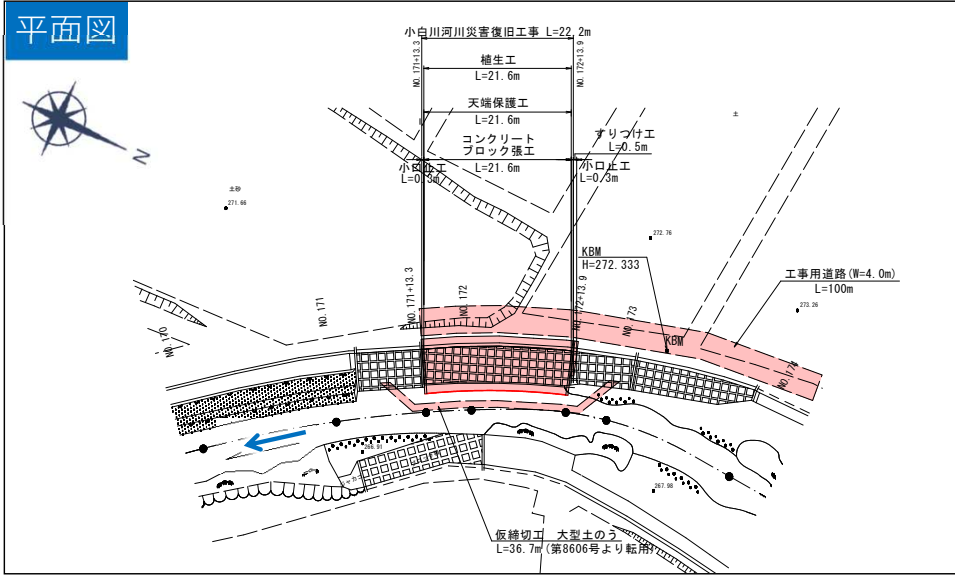 平面図
小白川河川災害復旧工事 L=22.2m
NO.171+13.3
NO.172+13.9
植生工
L=21.6m
天端保護工
L=21.6m
コンクリート
ブロック張工
L=21.6m
すりつけ工
L=0.5m
小口止工
L=0.3m
小口止工
L=0.3m
N
土
土砂
271.66
272.76
KBM
H=272.333
工事用道路(W=4.0m)
L=100m
273.26
NO.170
NO.171
NO.171+13.3
NO.172
NO.172+13.9
NO.173
KBM
NO.174
266.91
267.98
仮締切工 大型土のう
L=36.7m(第8606号より転用)